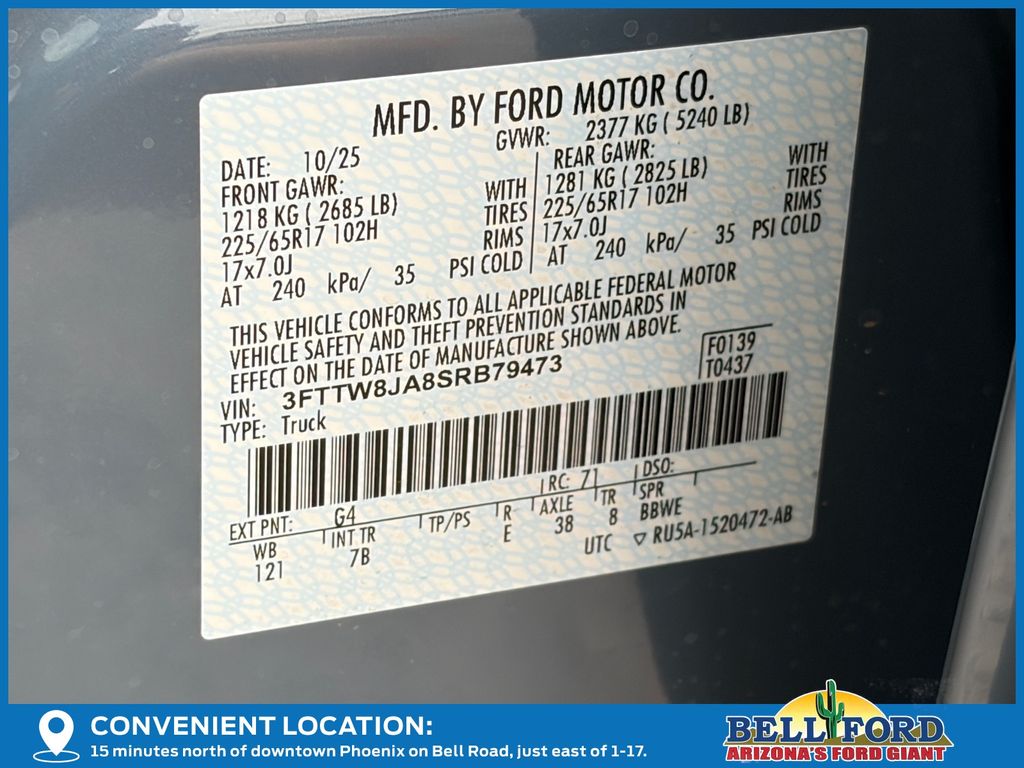 MFD. BY FORD MOTOR CO.
DATE: 10/25
GVWR: 2377 KG ( 5240 LB)
FRONT GAWR:
1218 KG ( 2685 LB) WITH
225/65R17 102H TIRES
17x7.0J RIMS
AT 240 kPa/ 35 PSI COLD
REAR GAWR:
1281 KG ( 2825 LB) WITH
225/65R17 102H TIRES
17x7.0J RIMS
AT 240 kPa/ 35 PSI COLD
THIS VEHICLE CONFORMS TO ALL APPLICABLE FEDERAL MOTOR
VEHICLE SAFETY AND THEFT PREVENTION STANDARDS IN
EFFECT ON THE DATE OF MANUFACTURE SHOWN ABOVE.
VIN: 3FTTW8JA8SRB79473
TYPE: Truck
F0139
T0437
EXT PNT: G4 RC: 71 DSO:
WB INT TR TP/PS R AXLE TR SPR
121 7B E 38 8 BBWE
UTC ▽ RU5A-1520472-AB
CONVENIENT LOCATION:
15 minutes north of downtown Phoenix on Bell Road, just east of 1-17.
BELL FORD
ARIZONA'S FORD GIANT